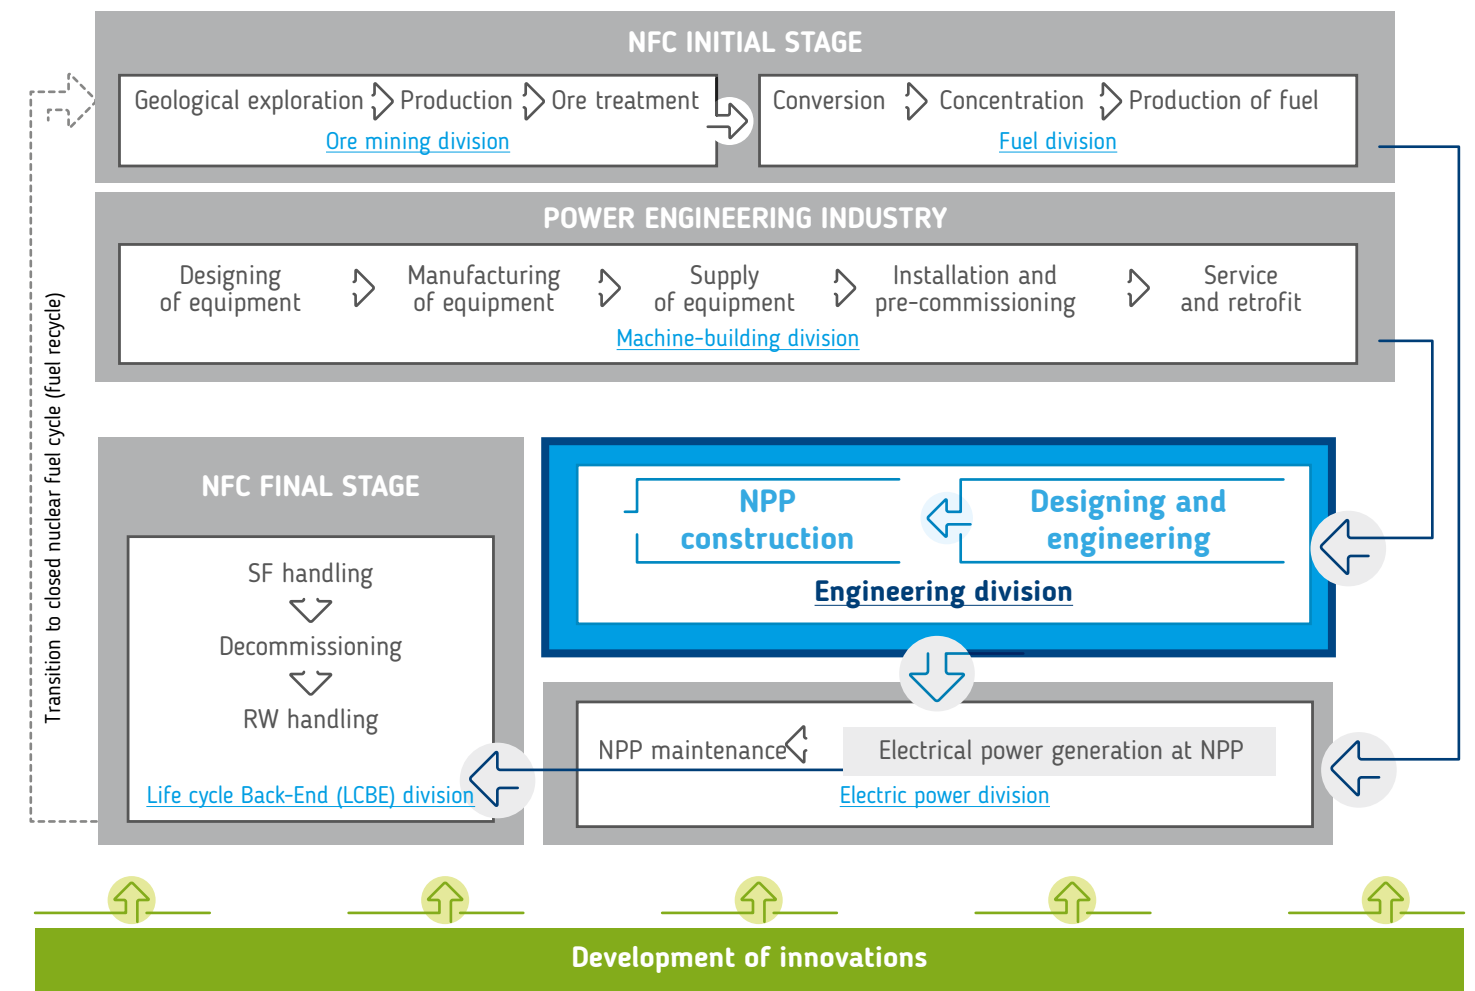 NFC INITIAL STAGE
Geological exploration
Production
Ore treatment
Ore mining division
Conversion
Concentration
Production of fuel
Fuel division
POWER ENGINEERING INDUSTRY
Designing
of equipment
Manufacturing
of equipment
Supply
of equipment
Installation and
pre-commissioning
Service
and retrofit
Machine-building division
Transition to closed nuclear fuel cycle (fuel recycle)
NFC FINAL STAGE
SF handling
Decommissioning
RW handling
Life cycle Back-End (LCBE) division
NPP
construction
Designing and
engineering
Engineering division
NPP maintenance
Electrical power generation at NPP
Electric power division
Development of innovations